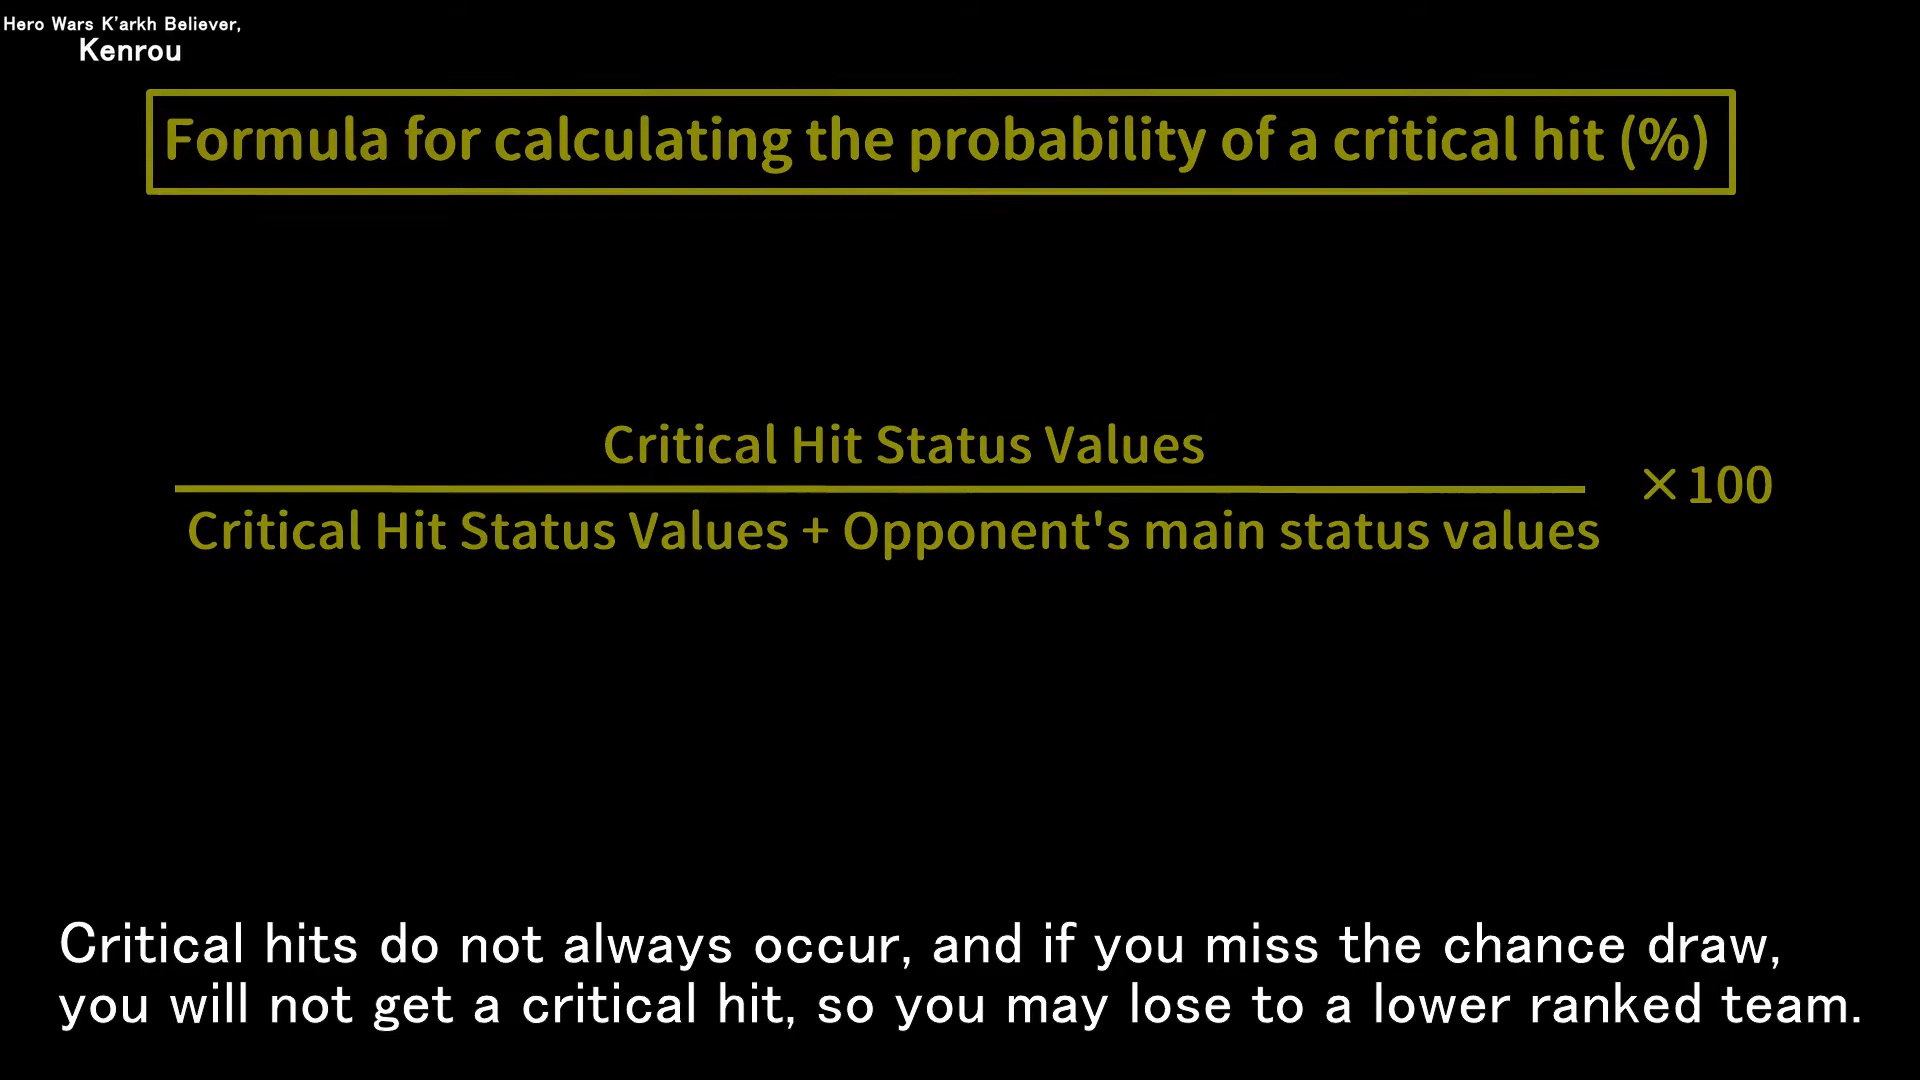 Hero Wars K'arkh Believer,
Kenrou
Formula for calculating the probability of a critical hit (%)
Critical Hit Status Values
×100
Critical Hit Status Values + Opponent's main status values
Critical hits do not always occur, and if you miss the chance draw,
you will not get a critical hit, so you may lose to a lower ranked team.